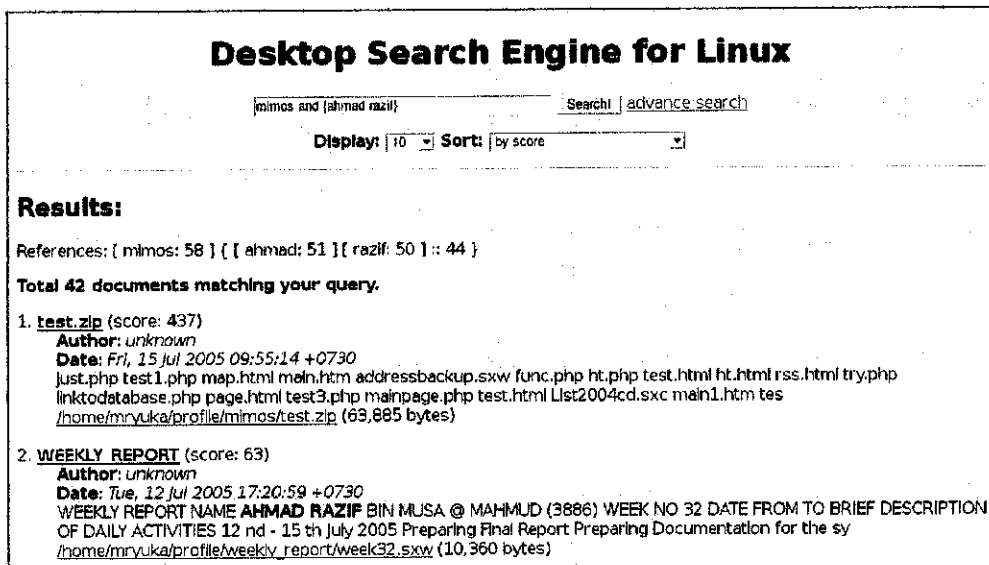 Desktop Search Engine for Linux
mimos and {ahmad razif} Search! advance search
Display: 10 Sort: by score
Results:
References: { mimos: 58 } { [ ahmad: 51 ] [ razif: 50 ] :: 44 }
Total 42 documents matching your query.
1. test.zip (score: 437)
Author: unknown
Date: Fri, 15 Jul 2005 09:55:14 +0730
just.php test1.php map.html main.htm addressbackup.sxw func.php ht.php test.html ht.html rss.html try.php
linktodatabase.php page.html test3.php mainpage.php test.html List2004cd.sxc main1.htm tes
/home/mryuka/profile/mimos/test.zip (63,885 bytes)
2. WEEKLY REPORT (score: 63)
Author: unknown
Date: Tue, 12 Jul 2005 17:20:59 +0730
WEEKLY REPORT NAME AHMAD RAZIF BIN MUSA @ MAHMUD (3886) WEEK NO 32 DATE FROM TO BRIEF DESCRIPTION
OF DAILY ACTIVITIES 12 nd - 15 th July 2005 Preparing Final Report Preparing Documentation for the sy
/home/mryuka/profile/weekly_report/week32.sxw (10,360 bytes)